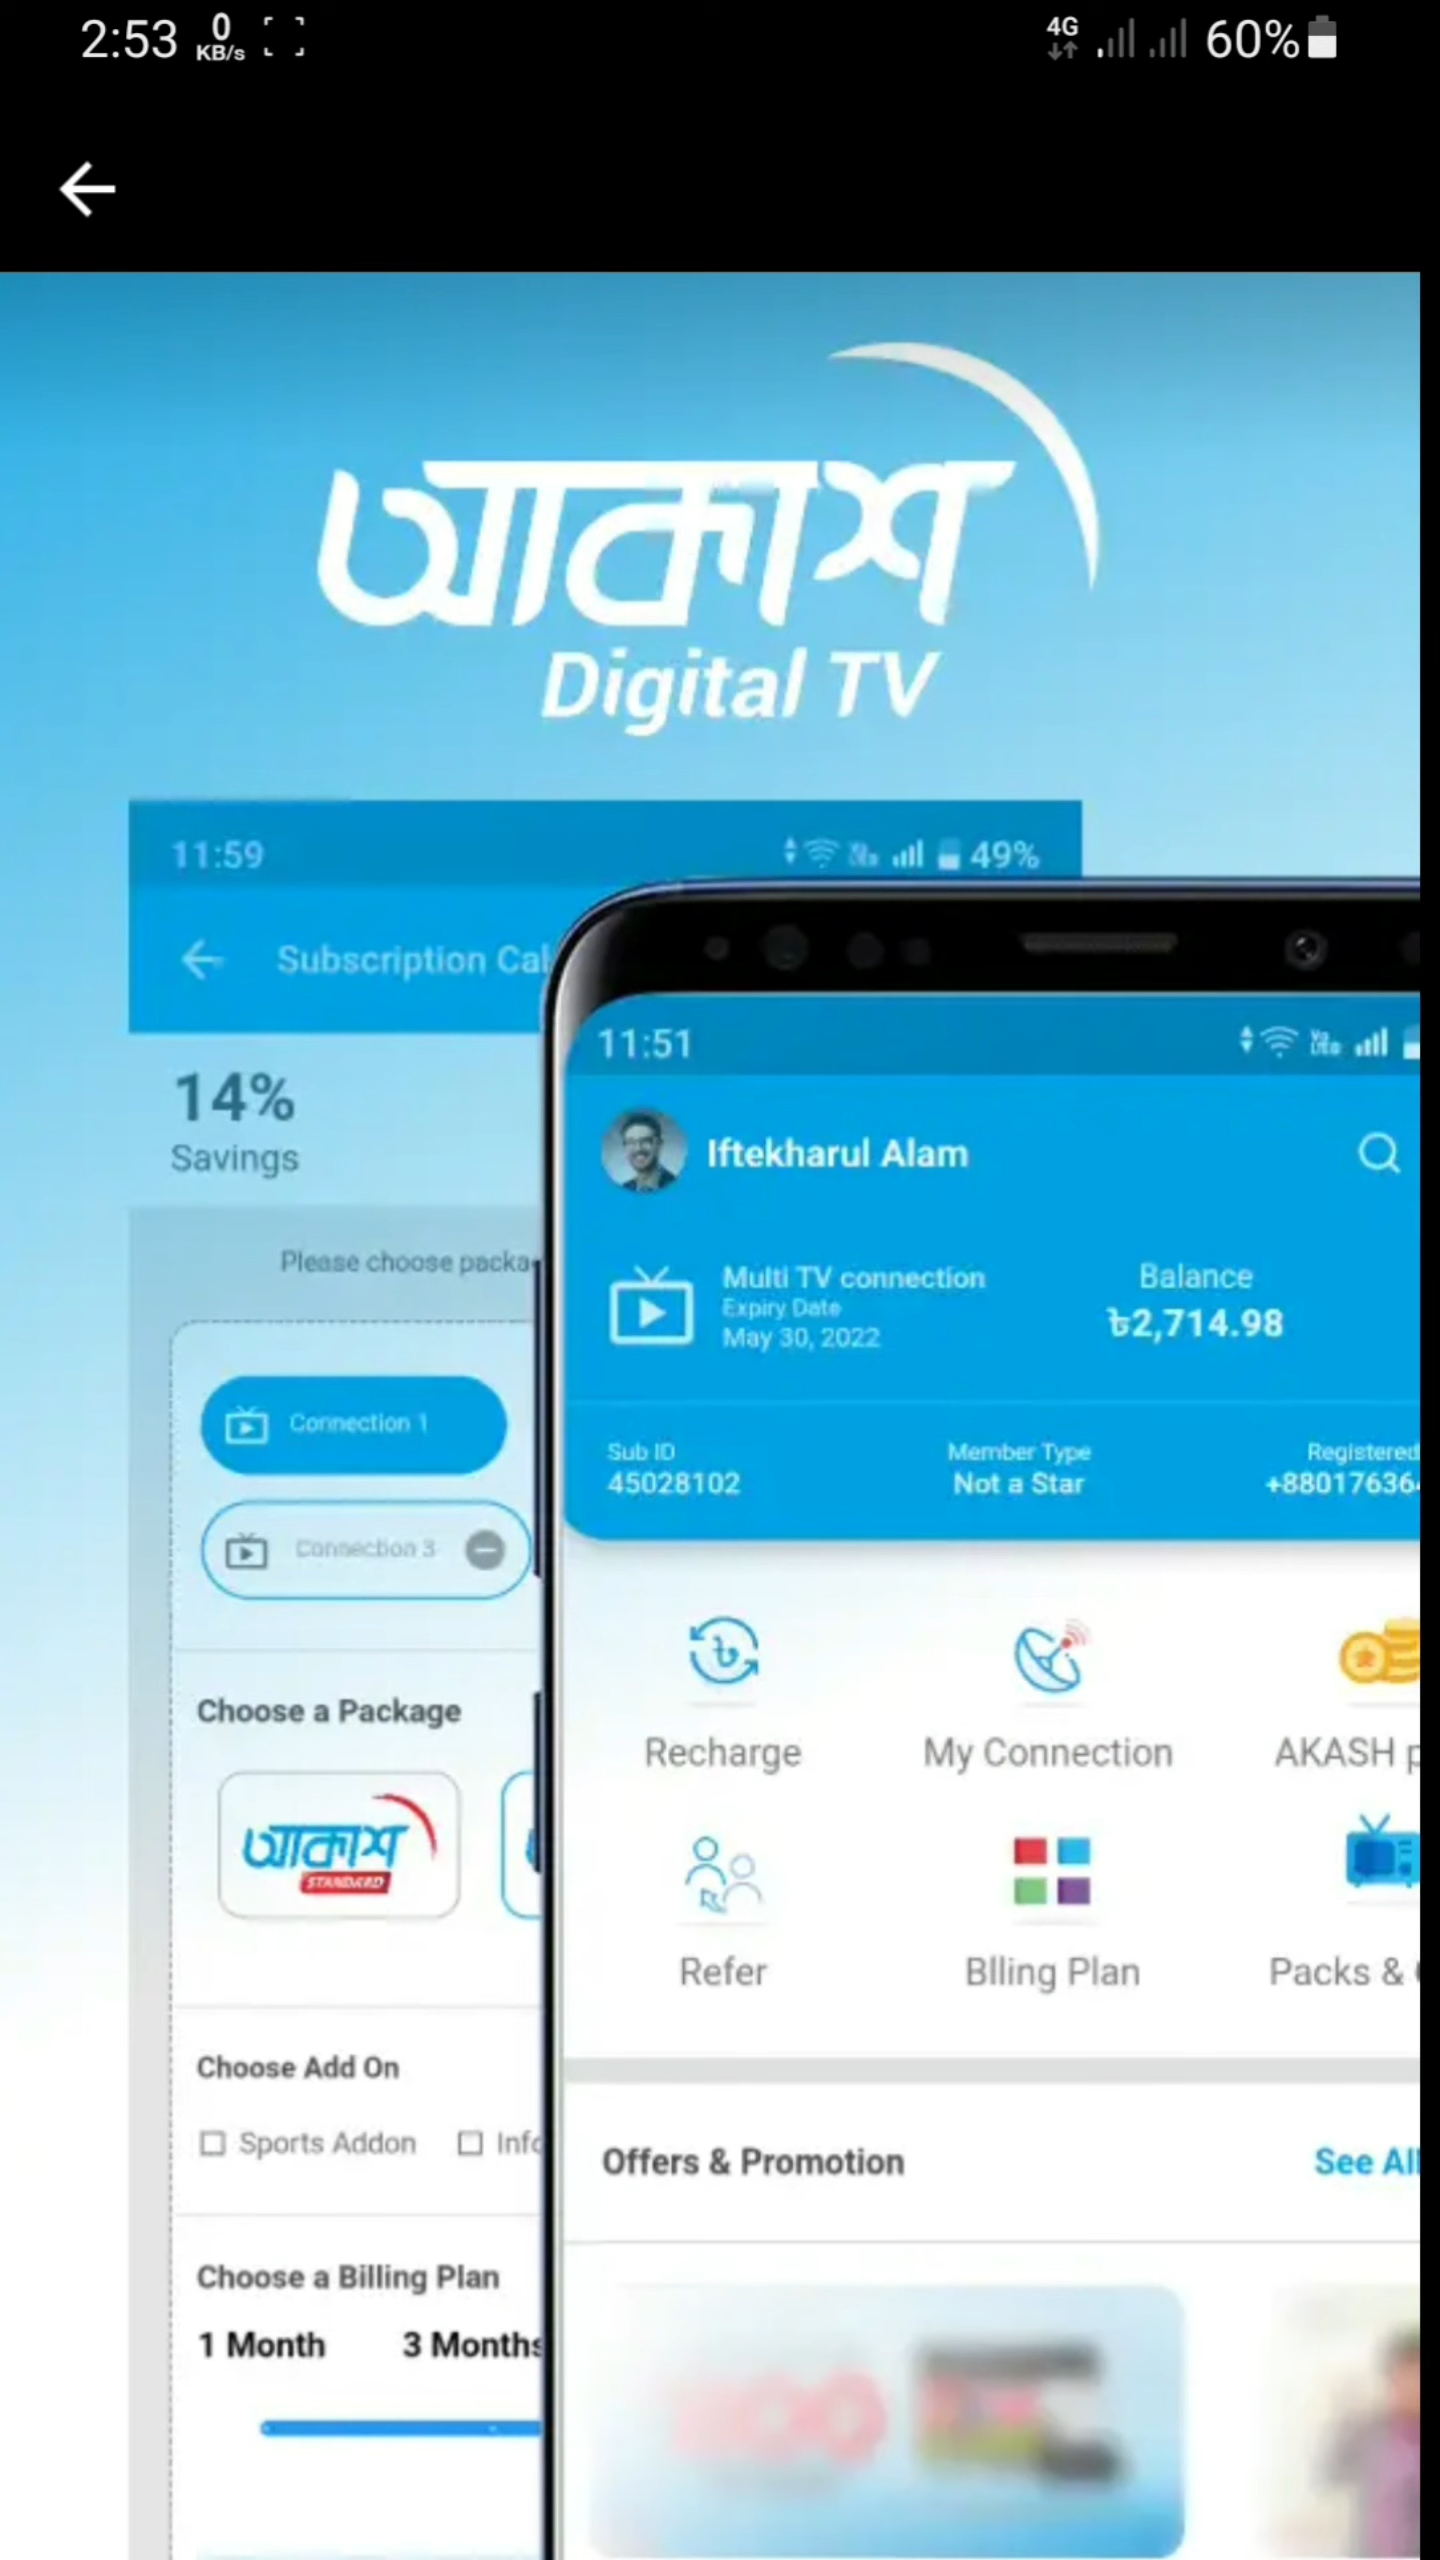 2:53
0
KB/s
4G
60%
আকাশ
Digital TV
11:59
49%
Subscription Cal
14%
Savings
Please choose packa
Connection 1
Connection 3
Choose a Package
আকাশ
STANDARD
Choose Add On
Sports Addon
Info
Choose a Billing Plan
1 Month
3 Months
11:51
Iftekharul Alam
Multi TV connection
Expiry Date
May 30, 2022
Balance
৳2,714.98
Sub ID
45028102
Member Type
Not a Star
Registered
+88017636
Recharge
My Connection
AKASH p
Refer
Blling Plan
Packs &
Offers & Promotion
See All